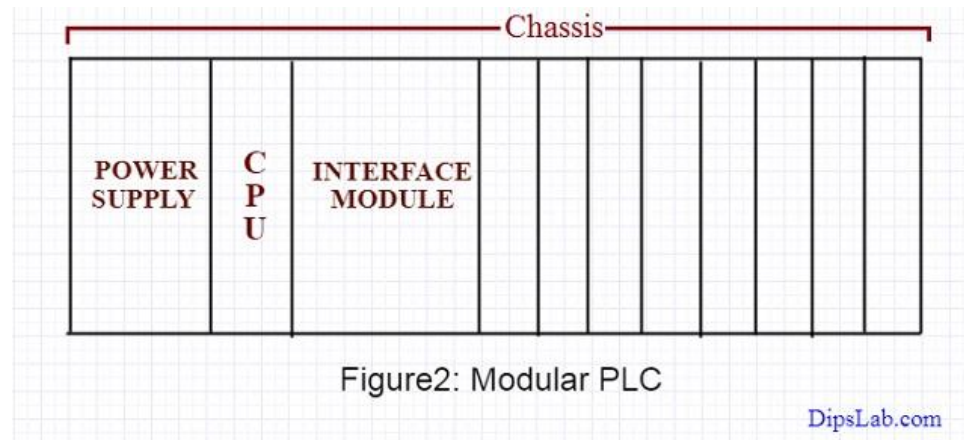 Chassis
POWER
SUPPLY
C
P
U
INTERFACE
MODULE
Figure2: Modular PLC
DipsLab.com